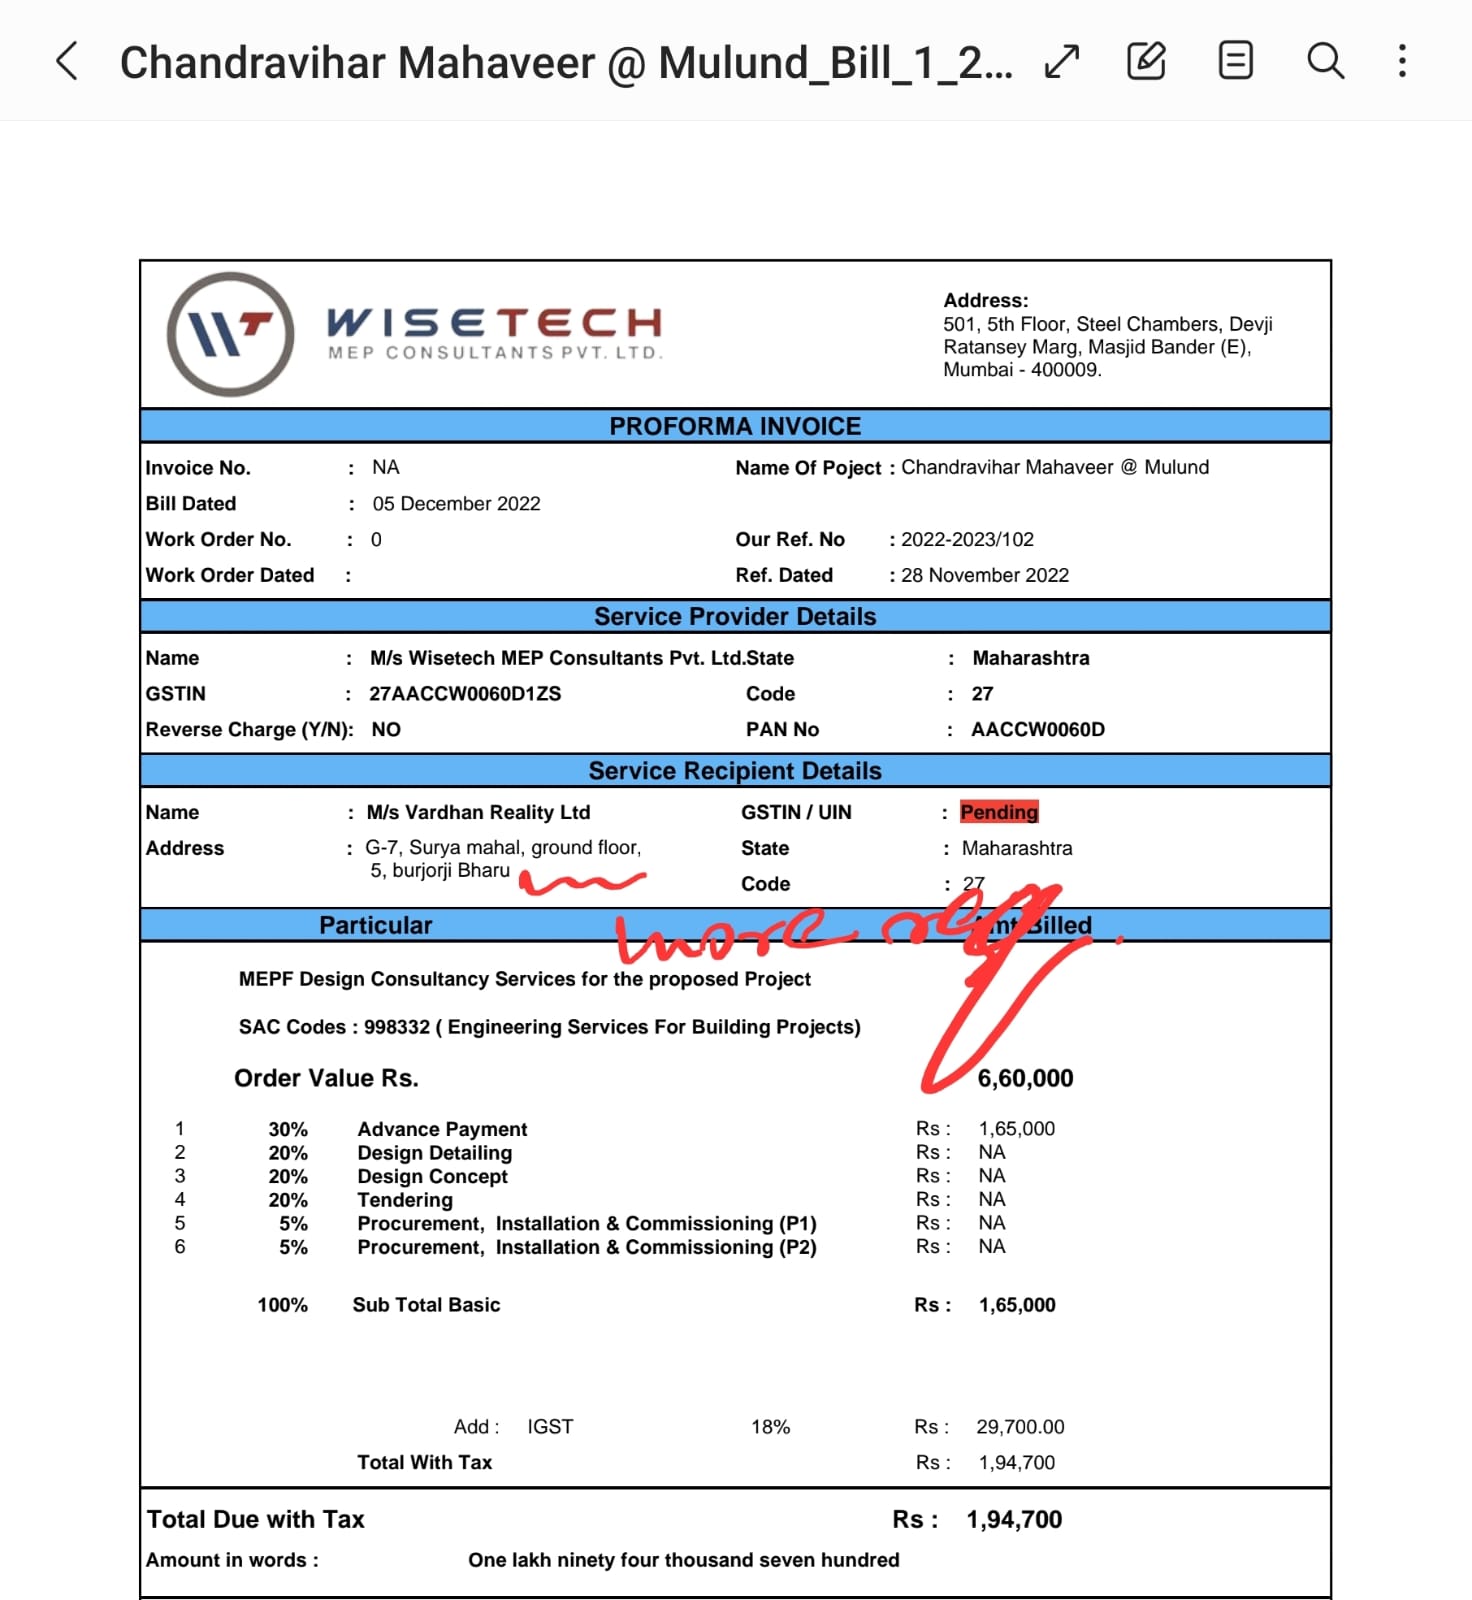 Chandravihar Mahaveer @ Mulund_Bill_1_2...
WT
WISETECH
MEP CONSULTANTS PVT. LTD.
Address:
501, 5th Floor, Steel Chambers, Devji
Ratansey Marg, Masjid Bander (E),
Mumbai - 400009.
PROFORMA INVOICE
Invoice No. : NA Name Of Poject : Chandravihar Mahaveer @ Mulund
Bill Dated : 05 December 2022
Work Order No. : 0 Our Ref. No : 2022-2023/102
Work Order Dated : Ref. Dated : 28 November 2022
Service Provider Details
Name : M/s Wisetech MEP Consultants Pvt. Ltd. State : Maharashtra
GSTIN : 27AACCW0060D1ZS Code : 27
Reverse Charge (Y/N): NO PAN No : AACCW0060D
Service Recipient Details
Name : M/s Vardhan Reality Ltd GSTIN / UIN : Pending
Address : G-7, Surya mahal, ground floor, State : Maharashtra
5, burjorji Bharu
Code : 27
more req.
Particular Amt Billed
MEPF Design Consultancy Services for the proposed Project
SAC Codes : 998332 ( Engineering Services For Building Projects)
Order Value Rs. 6,60,000
1 30% Advance Payment Rs : 1,65,000
2 20% Design Detailing Rs : NA
3 20% Design Concept Rs : NA
4 20% Tendering Rs : NA
5 5% Procurement, Installation & Commissioning (P1) Rs : NA
6 5% Procurement, Installation & Commissioning (P2) Rs : NA
100% Sub Total Basic Rs : 1,65,000
Add : IGST 18% Rs : 29,700.00
Total With Tax Rs : 1,94,700
Total Due with Tax Rs : 1,94,700
Amount in words : One lakh ninety four thousand seven hundred